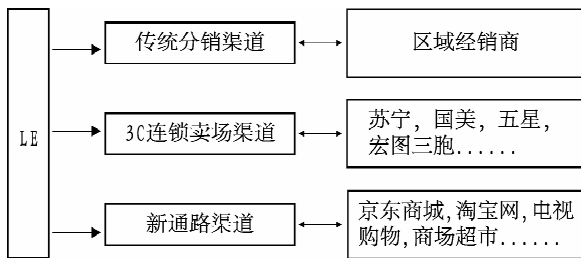 LE
传统分销渠道
区域经销商
3C连锁卖场渠道
苏宁, 国美, 五星,
宏图三胞......
新通路渠道
京东商城,淘宝网,电视
购物,商场超市......